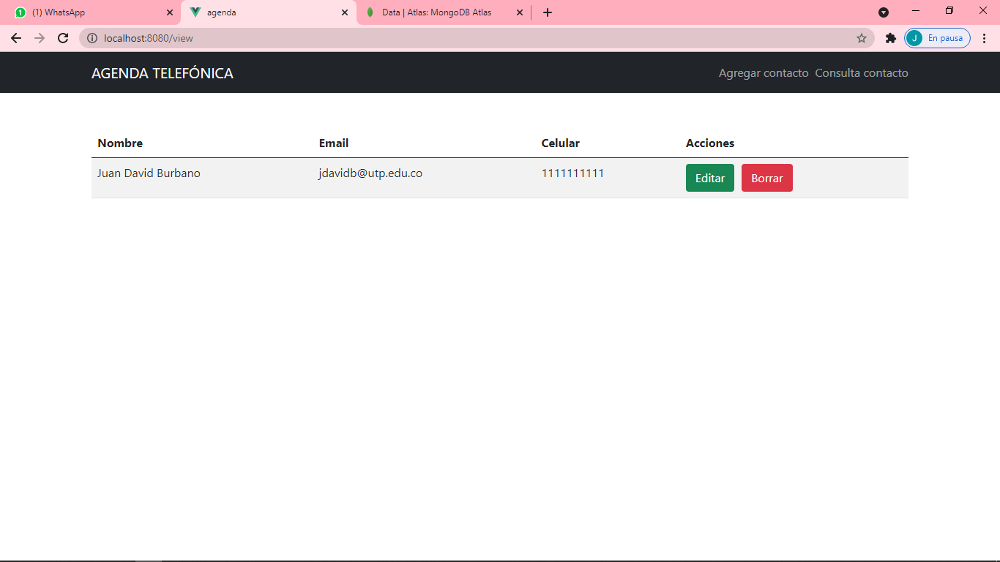 (1) WhatsApp
agenda
Data | Atlas: MongoDB Atlas
localhost:8080/view
J En pausa
AGENDA TELEFÓNICA
Agregar contacto Consulta contacto
Nombre Email Celular Acciones
Juan David Burbano jdavidb@utp.edu.co 1111111111 Editar Borrar